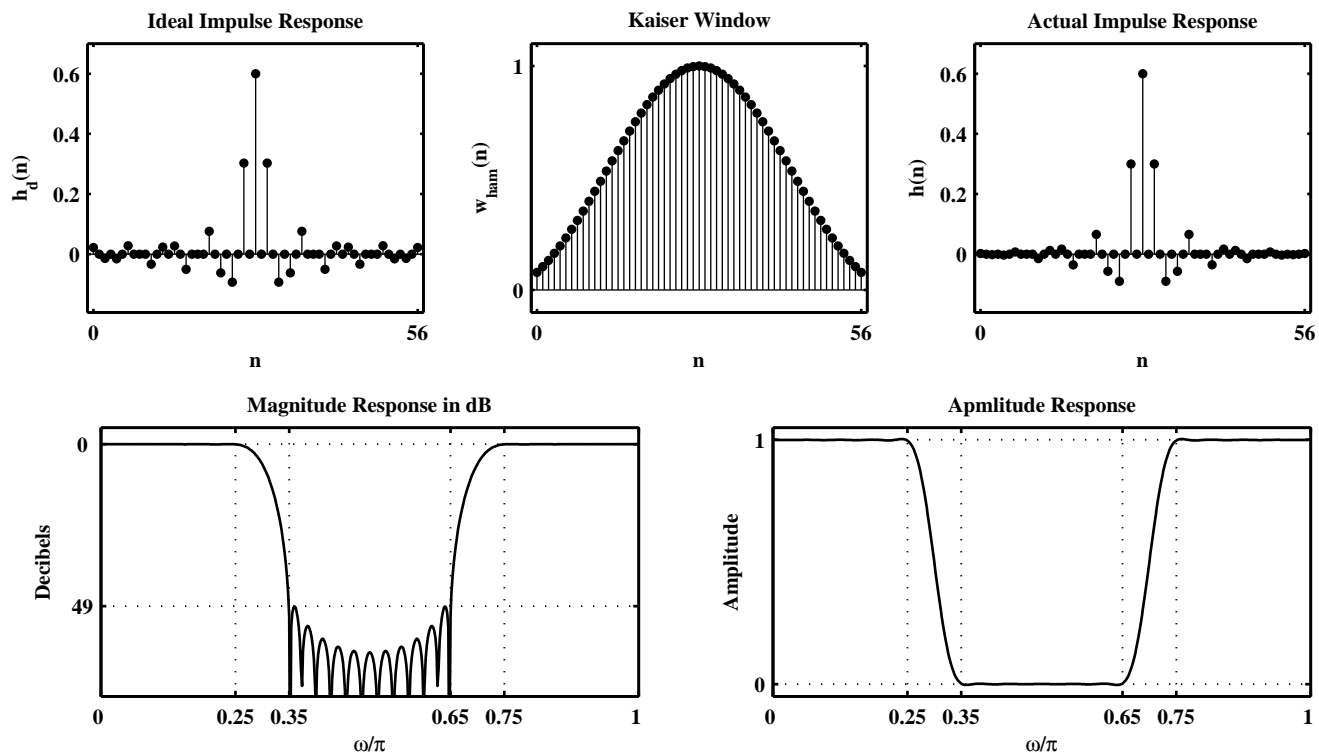 Ideal Impulse Response
0.6
0.4
0.2
0
h_d(n)
0
56
n
Kaiser Window
1
0
w_ham(n)
0
56
n
Actual Impulse Response
0.6
0.4
0.2
0
h(n)
0
56
n
Magnitude Response in dB
0
49
Decibels
0
0.25
0.35
0.65
0.75
1
ω/π
Apmlitude Response
1
0
Amplitude
0
0.25
0.35
0.65
0.75
1
ω/π